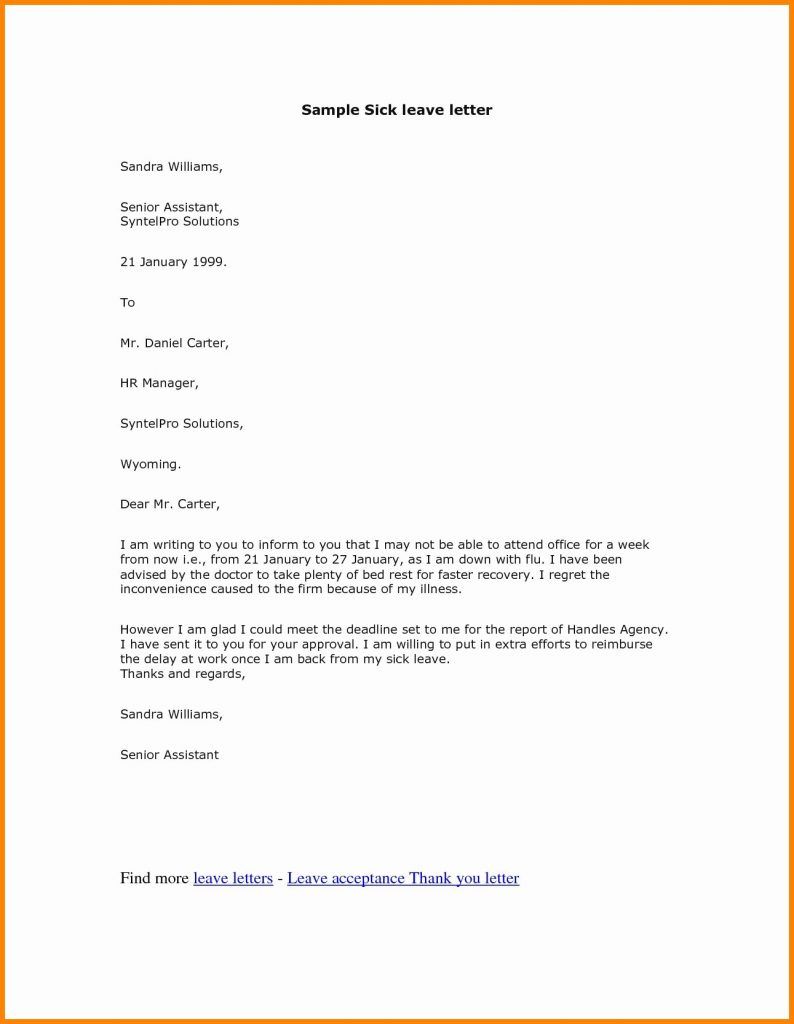 Sample Sick leave letter
Sandra Williams,
Senior Assistant,
SyntelPro Solutions
21 January 1999.
To
Mr. Daniel Carter,
HR Manager,
SyntelPro Solutions,
Wyoming.
Dear Mr. Carter,
I am writing to you to inform to you that I may not be able to attend office for a week
from now i.e., from 21 January to 27 January, as I am down with flu. I have been
advised by the doctor to take plenty of bed rest for faster recovery. I regret the
inconvenience caused to the firm because of my illness.
However I am glad I could meet the deadline set to me for the report of Handles Agency.
I have sent it to you for your approval. I am willing to put in extra efforts to reimburse
the delay at work once I am back from my sick leave.
Thanks and regards,
Sandra Williams,
Senior Assistant
Find more leave letters - Leave acceptance Thank you letter